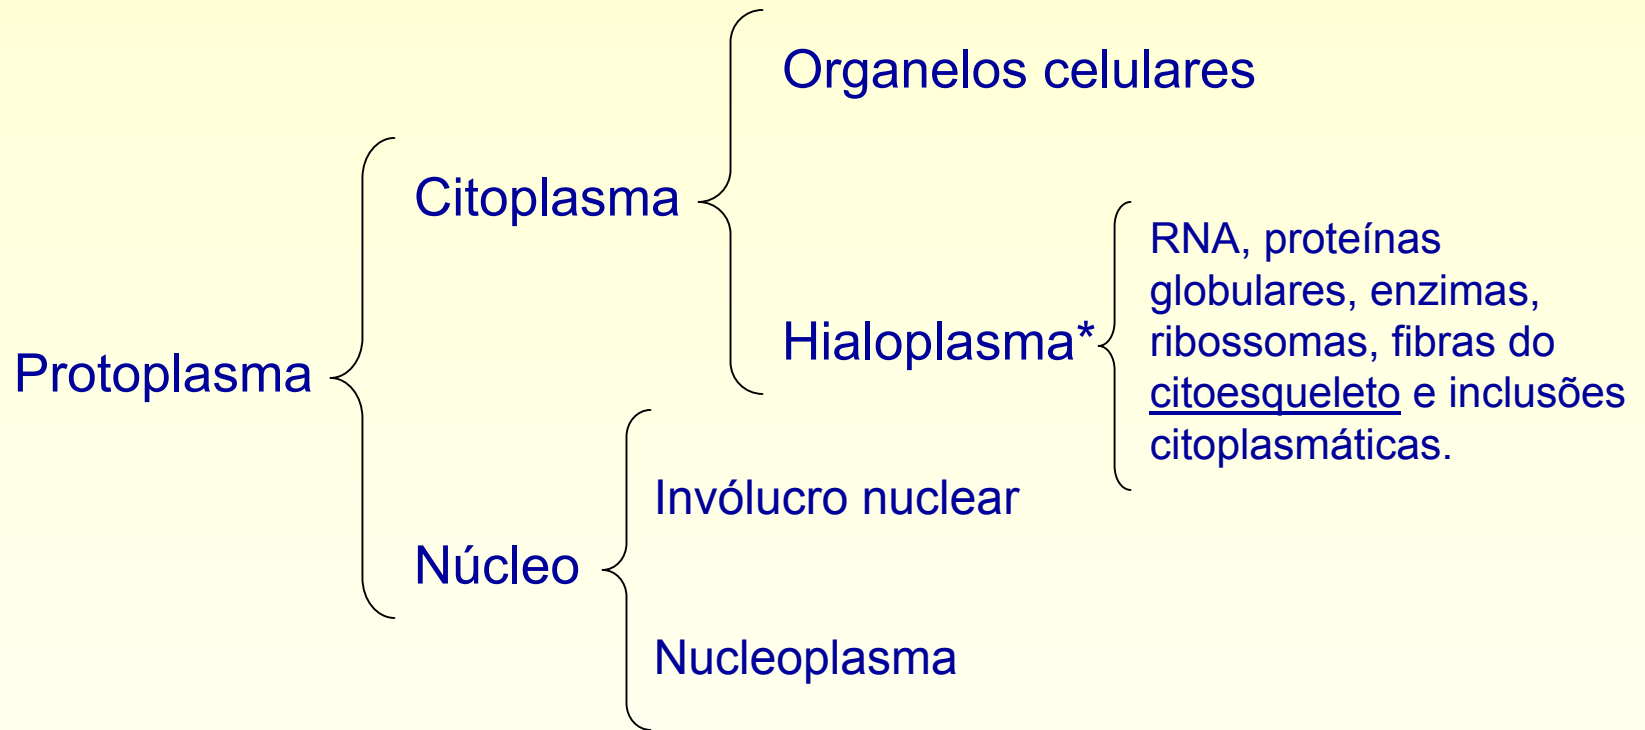 Organelos celulares
Citoplasma
RNA, proteínas
globulares, enzimas,
Hialoplasma*
ribossomas, fibras do
Protoplasma
citoesqueleto e inclusões
citoplasmáticas.
Invólucro nuclear
Núcleo
Nucleoplasma